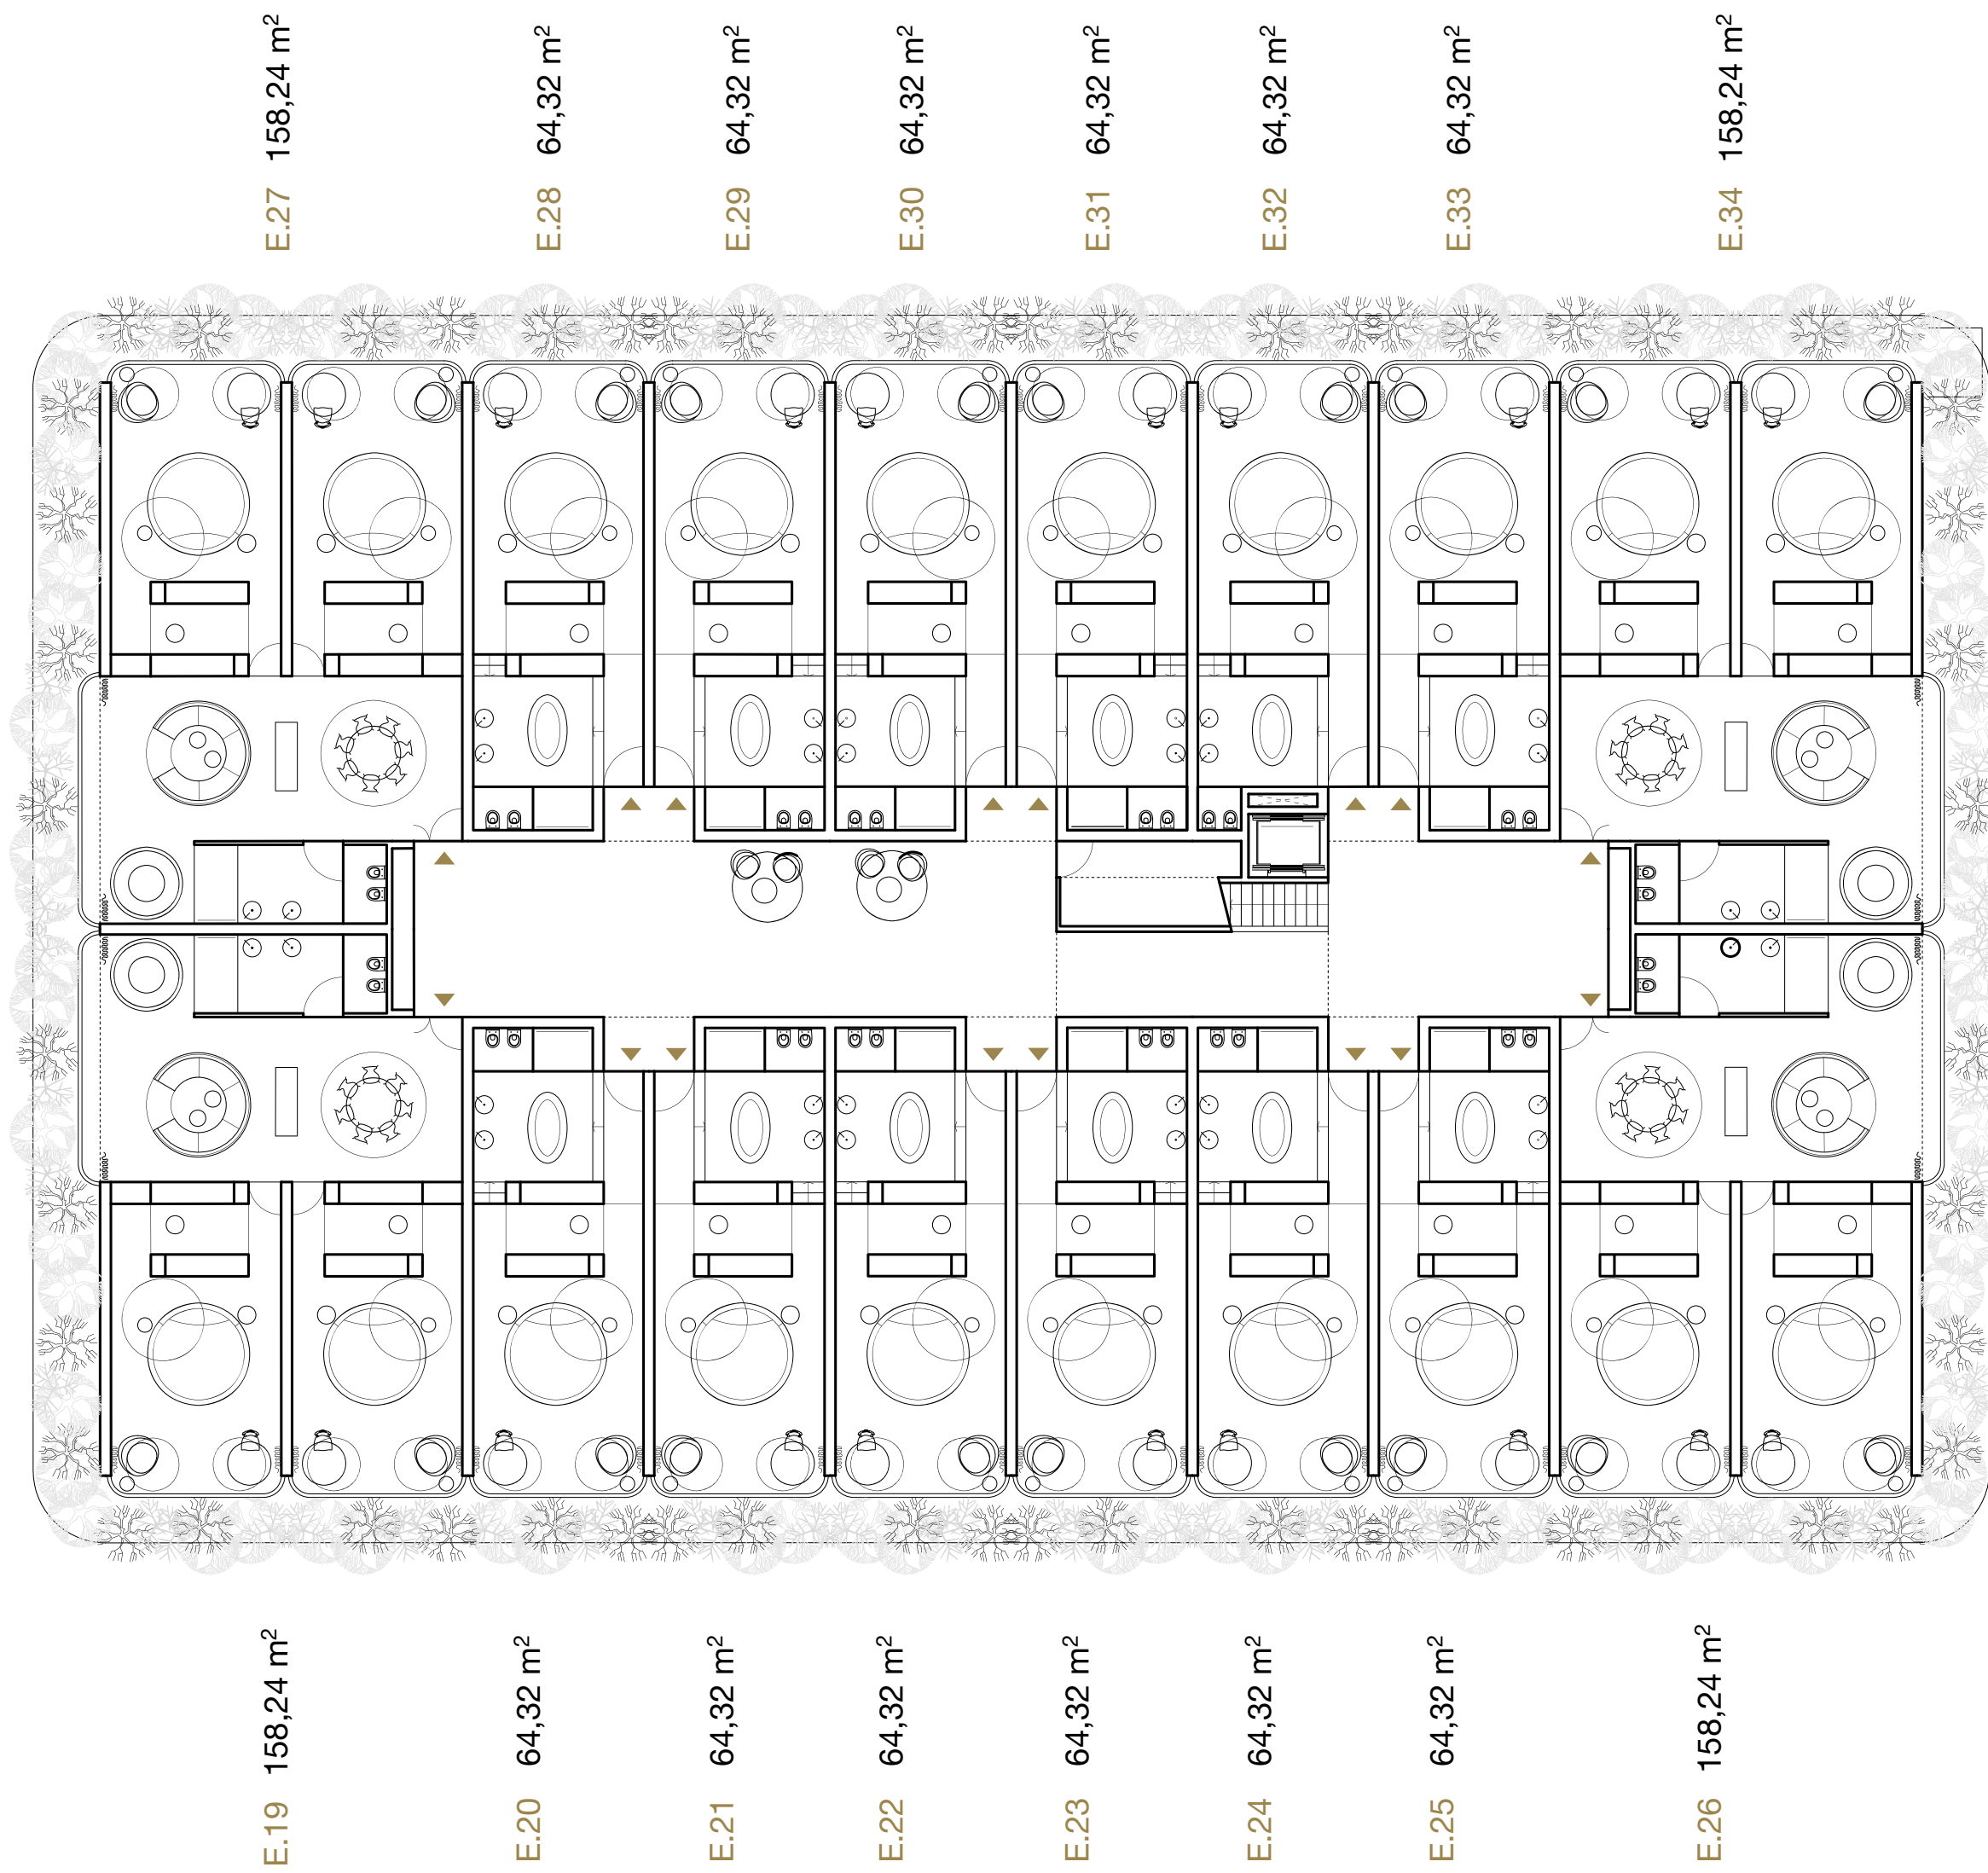 E.27 158,24 m²
E.28 64,32 m²
E.29 64,32 m²
E.30 64,32 m²
E.31 64,32 m²
E.32 64,32 m²
E.33 64,32 m²
E.34 158,24 m²
E.19 158,24 m²
E.20 64,32 m²
E.21 64,32 m²
E.22 64,32 m²
E.23 64,32 m²
E.24 64,32 m²
E.25 64,32 m²
E.26 158,24 m²